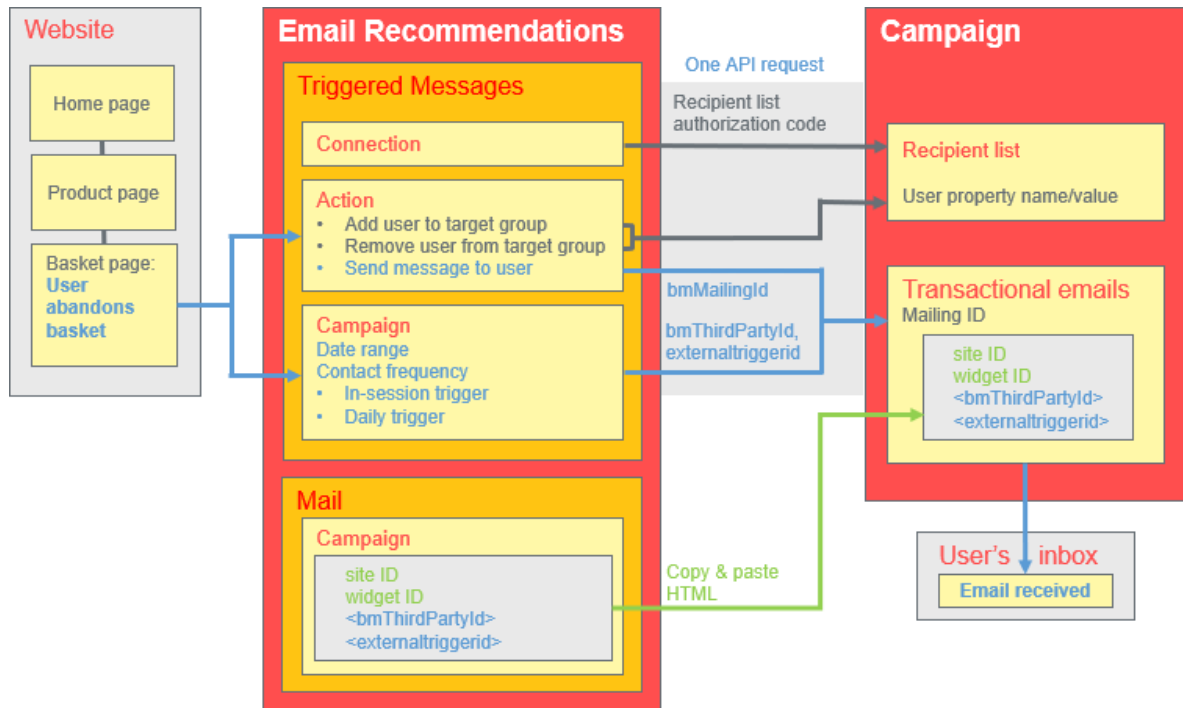 Website
Home page
Product page
Basket page:
User
abandons
basket
Email Recommendations
Triggered Messages
Connection
Action
• Add user to target group
• Remove user from target group
• Send message to user
Campaign
Date range
Contact frequency
• In-session trigger
• Daily trigger
Mail
Campaign
site ID
widget ID
<bmThirdPartyId>
<externaltriggerid>
One API request
Recipient list
authorization code
bmMailingId
bmThirdPartyId,
externaltriggerid
Copy & paste
HTML
Campaign
Recipient list
User property name/value
Transactional emails
Mailing ID
site ID
widget ID
<bmThirdPartyId>
<externaltriggerid>
User's inbox
Email received